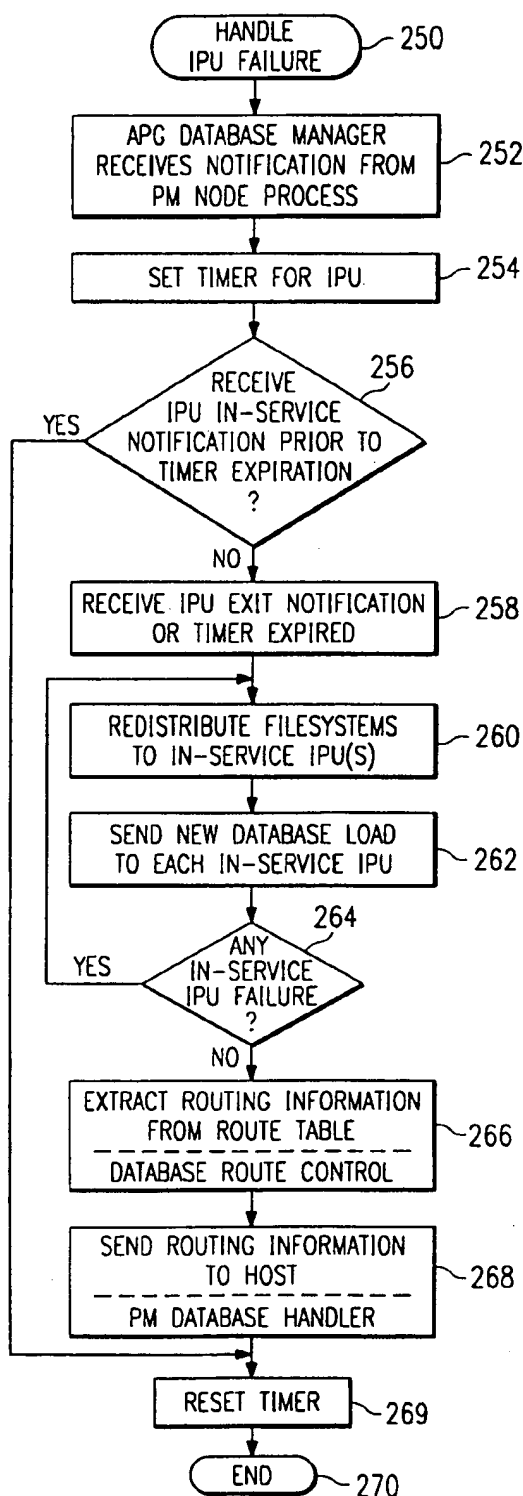 HANDLE
IPU FAILURE
250
APG DATABASE MANAGER
RECEIVES NOTIFICATION FROM
PM NODE PROCESS
252
SET TIMER FOR IPU
254
256
RECEIVE
IPU IN-SERVICE
NOTIFICATION PRIOR TO
TIMER EXPIRATION
?
YES
NO
RECEIVE IPU EXIT NOTIFICATION
OR TIMER EXPIRED
258
REDISTRIBUTE FILESYSTEMS
TO IN-SERVICE IPU(S)
260
SEND NEW DATABASE LOAD
TO EACH IN-SERVICE IPU
262
264
ANY
IN-SERVICE
IPU FAILURE
?
YES
NO
EXTRACT ROUTING INFORMATION
FROM ROUTE TABLE
DATABASE ROUTE CONTROL
266
SEND ROUTING INFORMATION
TO HOST
PM DATABASE HANDLER
268
RESET TIMER
269
END
270